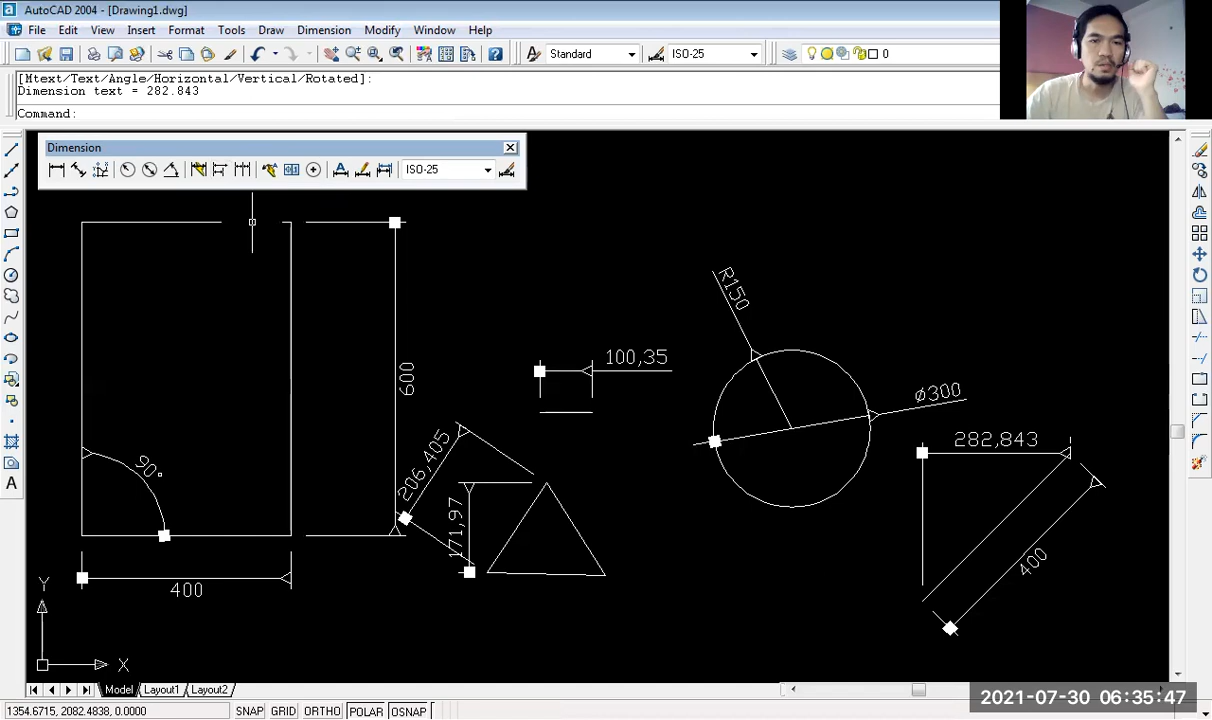 AutoCAD 2004 - [Drawing1.dwg]
File Edit View Insert Format Tools Draw Dimension Modify Window Help
Standard ISO-25 0
[Mtext/Text/Angle/Horizontal/Vertical/Rotated]:
Dimension text = 282.843
Command:
Dimension
ISO-25
R150
100,35
600
ø300
282,843
206,405
90°
171,97
400
400
Y
X
A
Model Layout1 Layout2
2021-07-30 06:35:47
1354.6715, 2082.4838, 0.0000 SNAP GRID ORTHO POLAR OSNAP